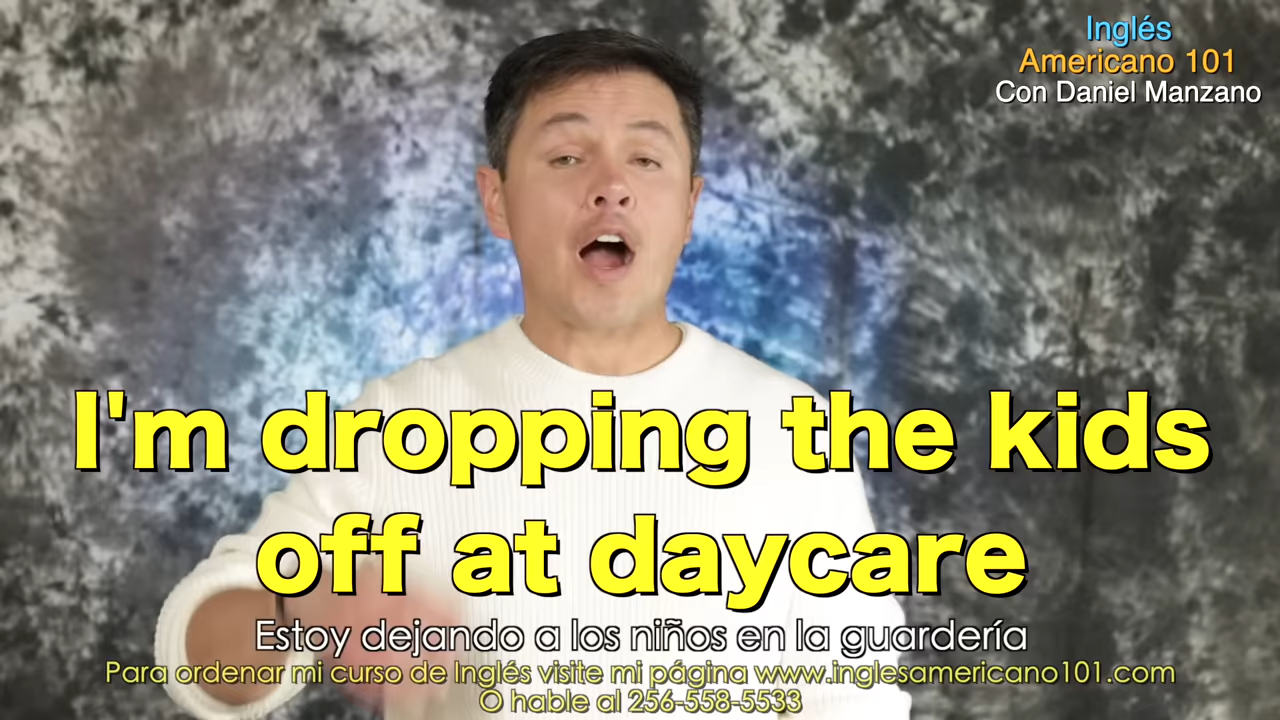 Inglés
Americano 101
Con Daniel Manzano
I'm dropping the kids
off at daycare
Estoy dejando a los niños en la guardería
Para ordenar mi curso de Inglés visite mi página www.inglesamericano101.com
O hable al 256-558-5533